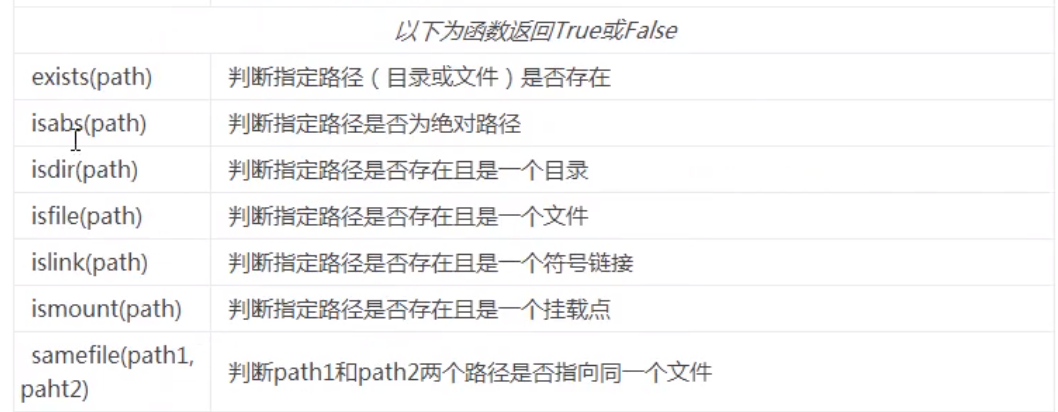 以下为函数返回True或False
exists(path) 判断指定路径（目录或文件）是否存在
isabs(path) 判断指定路径是否为绝对路径
isdir(path) 判断指定路径是否存在且是一个目录
isfile(path) 判断指定路径是否存在且是一个文件
islink(path) 判断指定路径是否存在且是一个符号链接
ismount(path) 判断指定路径是否存在且是一个挂载点
samefile(path1,
paht2) 判断path1和path2两个路径是否指向同一个文件